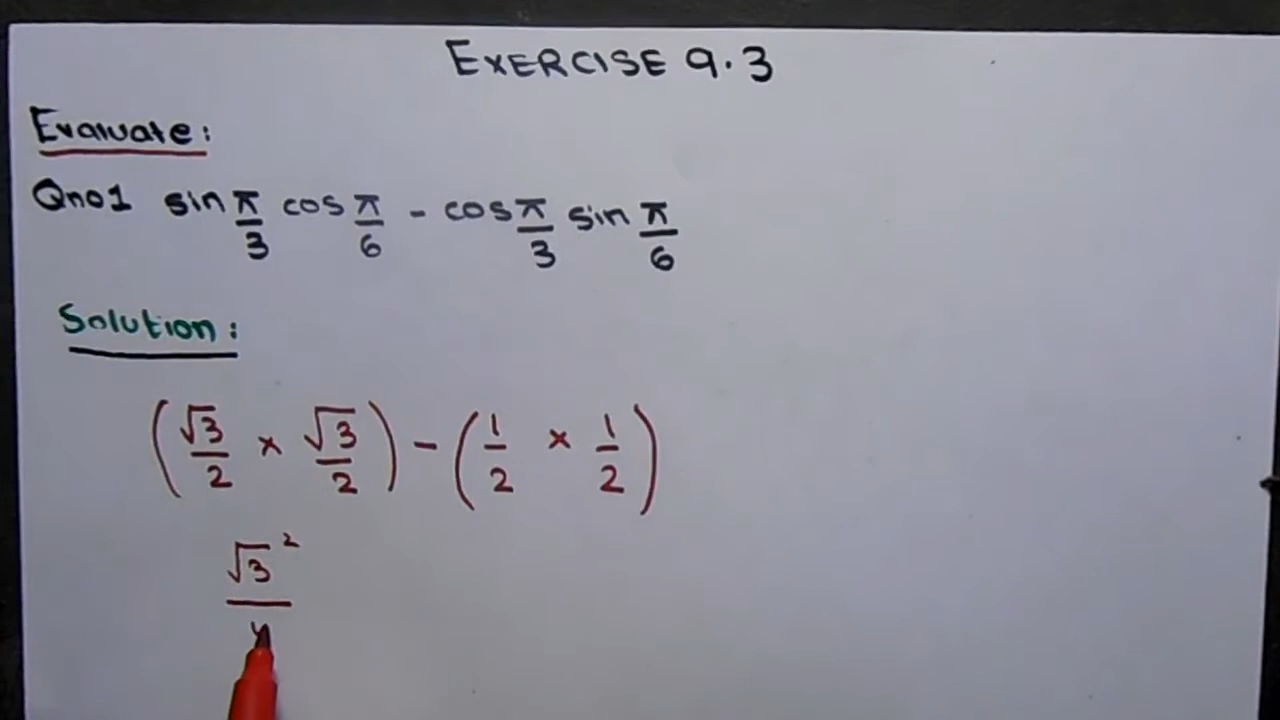 EXERCISE 9.3
Evaluate:
Qno1 sin π/3 cos π/6 - cos π/3 sin π/6
Solution:
(√3/2 × √3/2) - (1/2 × 1/2)
√3²/4